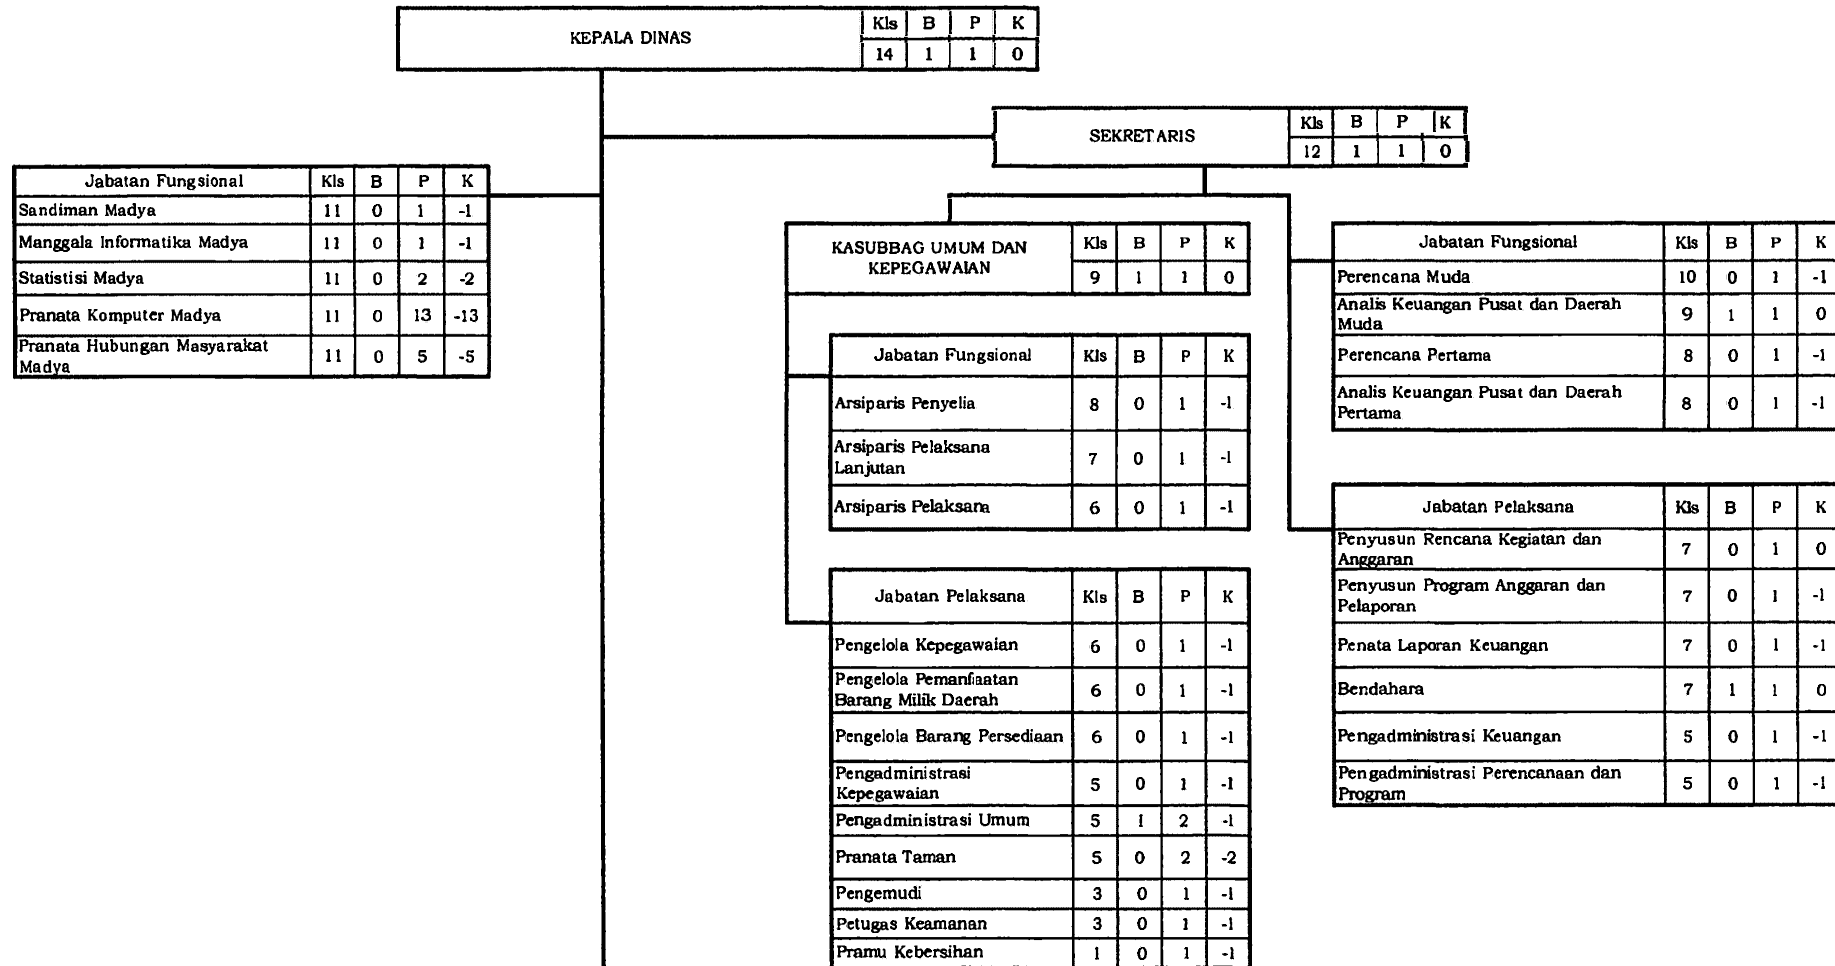 KEPALA DINAS
Kls B P K
14 1 1 0
SEKRETARIS
Kls B P K
12 1 1 0
Jabatan Fungsional Kls B P K
Sandiman Madya 11 0 1 -1
Manggala Informatika Madya 11 0 1 -1
Statistisi Madya 11 0 2 -2
Pranata Komputer Madya 11 0 13 -13
Pranata Hubungan Masyarakat
Madya 11 0 5 -5
KASUBBAG UMUM DAN
KEPEGAWAIAN
Kls B P K
9 1 1 0
Jabatan Fungsional Kls B P K
Arsiparis Penyelia 8 0 1 -1
Arsiparis Pelaksana
Lanjutan 7 0 1 -1
Arsiparis Pelaksana 6 0 1 -1
Jabatan Pelaksana Kls B P K
Pengelola Kepegawaian 6 0 1 -1
Pengelola Pemanfaatan
Barang Milik Daerah 6 0 1 -1
Pengelola Barang Persediaan 6 0 1 -1
Pengadministrasi
Kepegawaian 5 0 1 -1
Pengadministrasi Umum 5 1 2 -1
Pranata Taman 5 0 2 -2
Pengemudi 3 0 1 -1
Petugas Keamanan 3 0 1 -1
Pramu Kebersihan 1 0 1 -1
Jabatan Fungsional Kls B P K
Perencana Muda 10 0 1 -1
Analis Keuangan Pusat dan Daerah
Muda 9 1 1 0
Perencana Pertama 8 0 1 -1
Analis Keuangan Pusat dan Daerah
Pertama 8 0 1 -1
Jabatan Pelaksana Kls B P K
Penyusun Rencana Kegiatan dan
Anggaran 7 0 1 0
Penyusun Program Anggaran dan
Pelaporan 7 0 1 -1
Penata Laporan Keuangan 7 0 1 -1
Bendahara 7 1 1 0
Pengadministrasi Keuangan 5 0 1 -1
Pengadministrasi Perencanaan dan
Program 5 0 1 -1